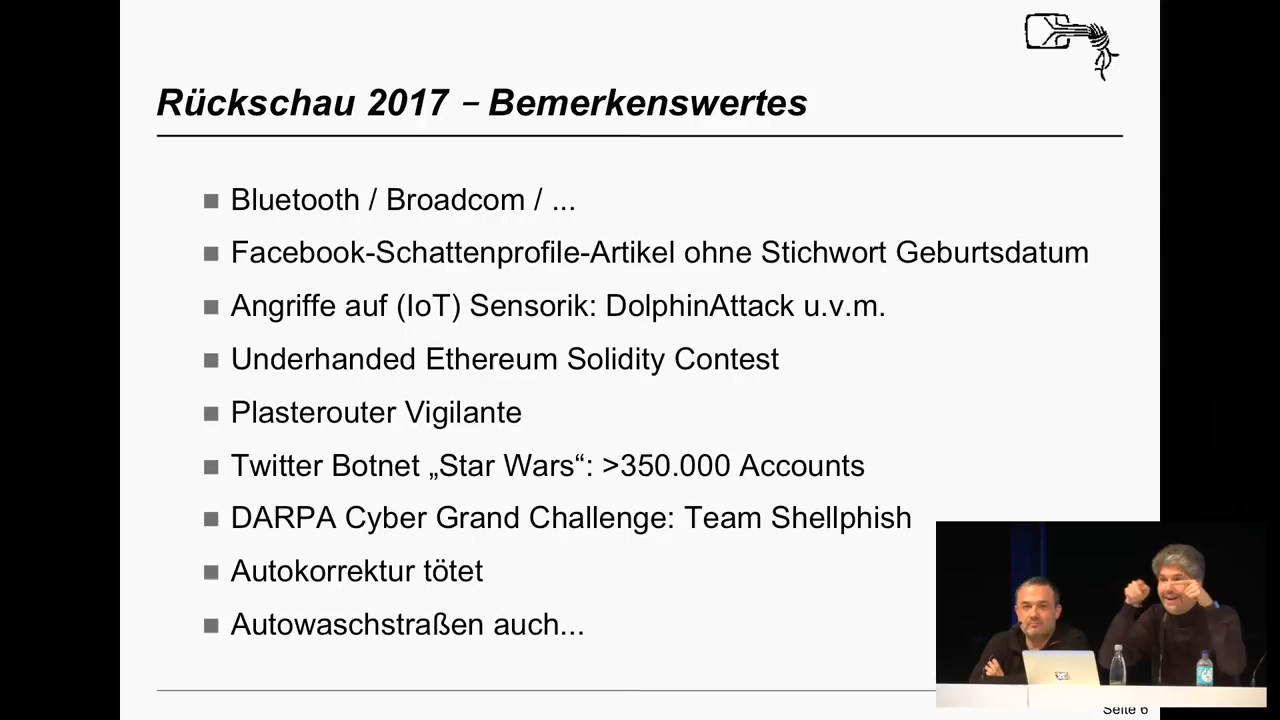 Rückschau 2017 – Bemerkenswertes
Bluetooth / Broadcom / ...
Facebook-Schattenprofile-Artikel ohne Stichwort Geburtsdatum
Angriffe auf (IoT) Sensorik: DolphinAttack u.v.m.
Underhanded Ethereum Solidity Contest
Plasterouter Vigilante
Twitter Botnet „Star Wars“: >350.000 Accounts
DARPA Cyber Grand Challenge: Team Shellphish
Autokorrektur tötet
Autowaschstraßen auch...
Seite 6